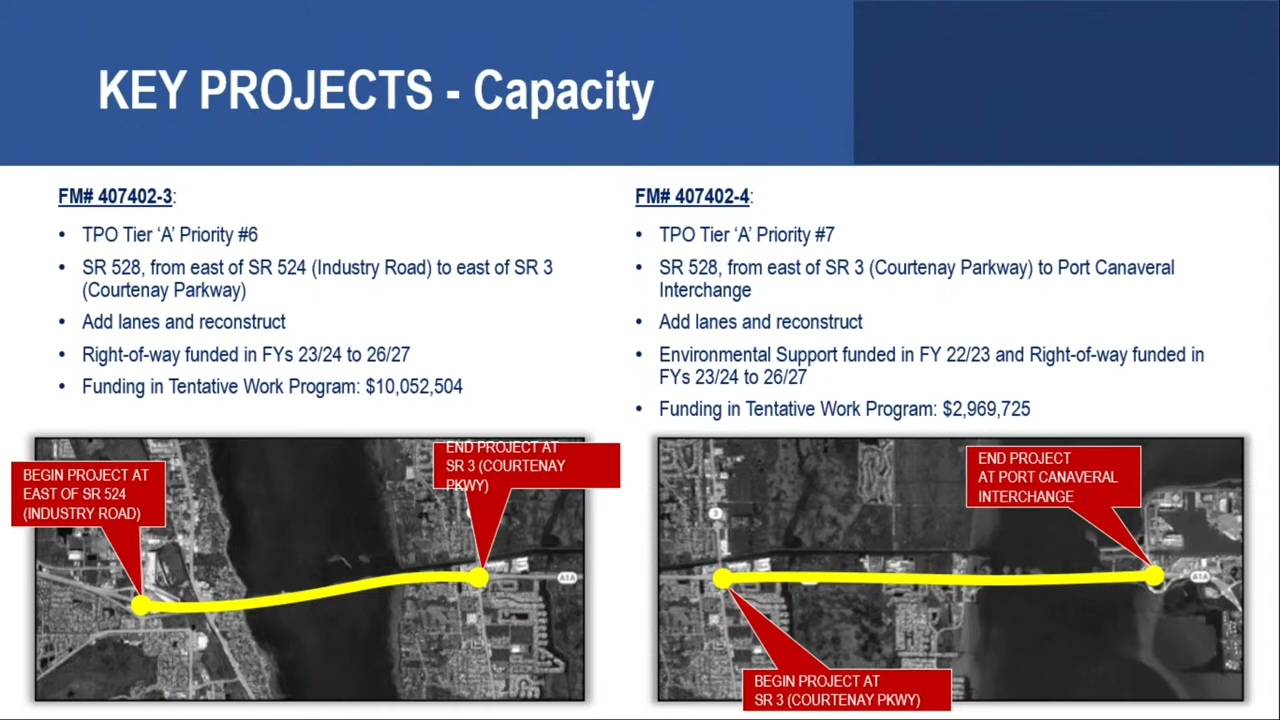 KEY PROJECTS - Capacity
FM# 407402-3:
• TPO Tier ‘A’ Priority #6
• SR 528, from east of SR 524 (Industry Road) to east of SR 3
(Courtenay Parkway)
• Add lanes and reconstruct
• Right-of-way funded in FYs 23/24 to 26/27
• Funding in Tentative Work Program: $10,052,504
FM# 407402-4:
• TPO Tier ‘A’ Priority #7
• SR 528, from east of SR 3 (Courtenay Parkway) to Port Canaveral
Interchange
• Add lanes and reconstruct
• Environmental Support funded in FY 22/23 and Right-of-way funded in
FYs 23/24 to 26/27
• Funding in Tentative Work Program: $2,969,725
BEGIN PROJECT AT
EAST OF SR 524
(INDUSTRY ROAD)
END PROJECT AT
SR 3 (COURTENAY
PKWY)
A1A
3
END PROJECT
AT PORT CANAVERAL
INTERCHANGE
A1A
BEGIN PROJECT AT
SR 3 (COURTENAY PKWY)